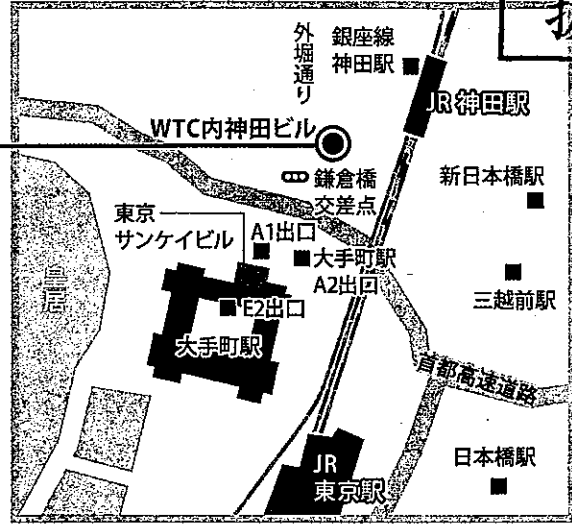 外堀通り
銀座線
神田駅
JR 神田駅
WTC内神田ビル
鎌倉橋
交差点
新日本橋駅
東京
サンケイビル
A1出口
大手町駅
A2出口
E2出口
大手町駅
三越前駅
皇居
首都高速道路
JR
東京駅
日本橋駅